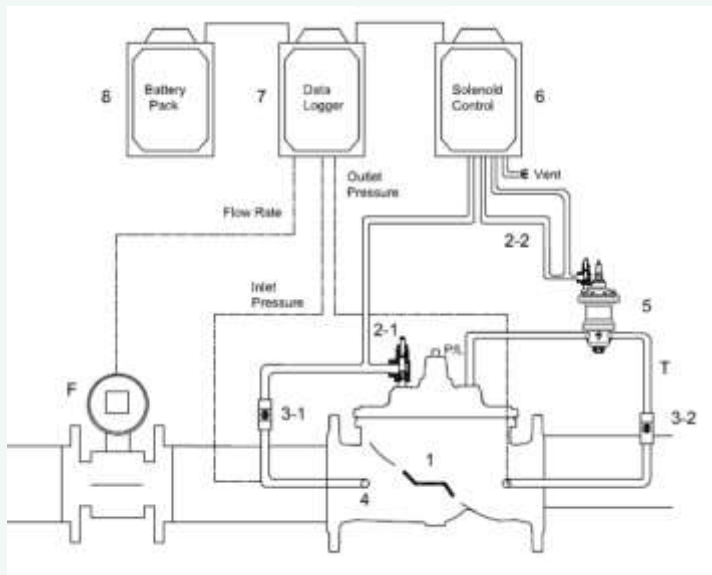 8
Battery
Pack
7
Data
Logger
Solenoid
Control
6
Outlet
Pressure
Vent
Flow Rate
2-2
Inlet
Pressure
5
2-1
P/L
T
F
3-1
3-2
1
4